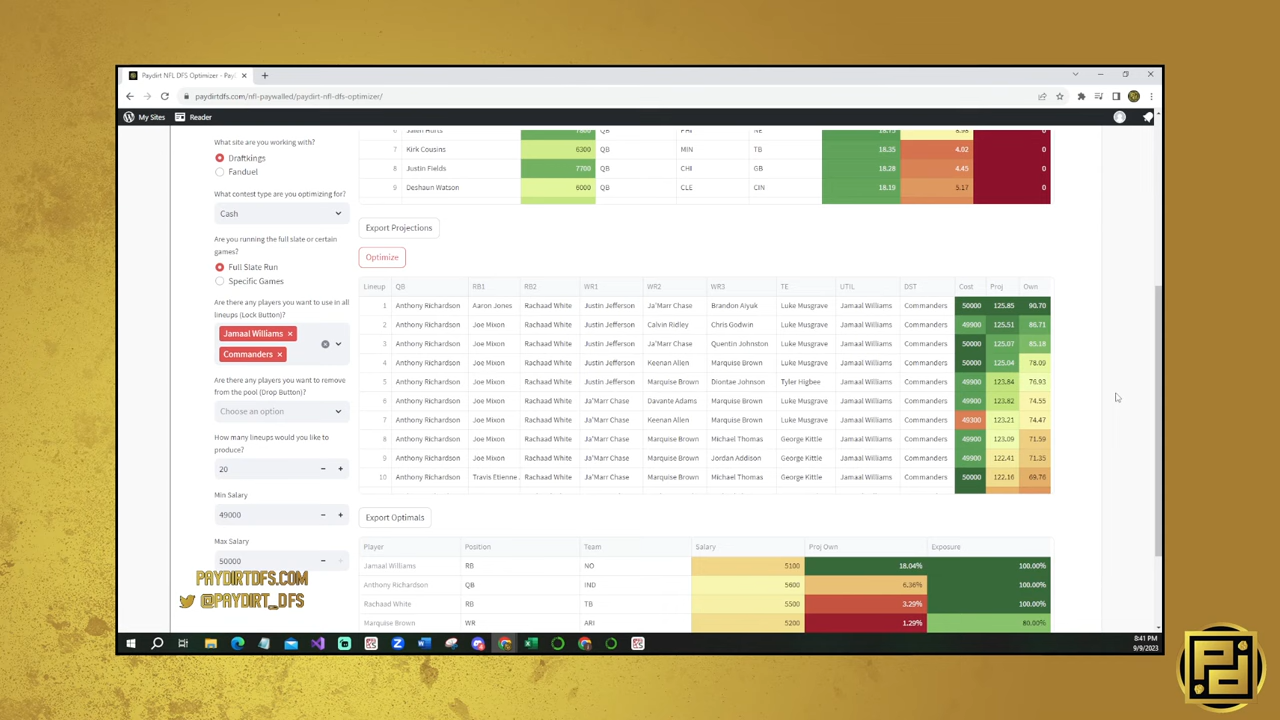 Paydirt NFL DFS Optimizer - Pay
paydirtdfs.com/nfl-paywalled/paydirt-nfl-dfs-optimizer/
My Sites Reader
What site are you working with?
Draftkings
Fanduel
What contest type are you optimizing for?
Cash
Are you running the full slate or certain
games?
Full Slate Run
Specific Games
Are there any players you want to use in all
lineups (Lock Button)?
Jamaal Williams ×
Commanders ×
Are there any players you want to remove
from the pool (Drop Button)?
Choose an option
How many lineups would you like to
produce?
20 - +
Min Salary
49000 - +
Max Salary
50000 - +
PAYDIRTDFS.COM
@PAYDIRT_DFS
6 Jalen Hurts 7800 QB PHI NE 18.75 8.98 0
7 Kirk Cousins 6300 QB MIN TB 18.35 4.02 0
8 Justin Fields 7700 QB CHI GB 18.28 4.45 0
9 Deshaun Watson 6000 QB CLE CIN 18.19 5.17 0
Export Projections
Optimize
Lineup QB RB1 RB2 WR1 WR2 WR3 TE UTIL DST Cost Proj Own
1 Anthony Richardson Aaron Jones Rachaad White Justin Jefferson Ja'Marr Chase Brandon Aiyuk Luke Musgrave Jamaal Williams Commanders 50000 125.85 90.70
2 Anthony Richardson Joe Mixon Rachaad White Justin Jefferson Calvin Ridley Chris Godwin Luke Musgrave Jamaal Williams Commanders 49900 125.51 86.71
3 Anthony Richardson Joe Mixon Rachaad White Justin Jefferson Ja'Marr Chase Quentin Johnston Luke Musgrave Jamaal Williams Commanders 50000 125.07 85.18
4 Anthony Richardson Joe Mixon Rachaad White Justin Jefferson Keenan Allen Marquise Brown Luke Musgrave Jamaal Williams Commanders 50000 125.04 78.09
5 Anthony Richardson Joe Mixon Rachaad White Justin Jefferson Marquise Brown Diontae Johnson Tyler Higbee Jamaal Williams Commanders 49900 123.84 76.93
6 Anthony Richardson Joe Mixon Rachaad White Ja'Marr Chase Davante Adams Marquise Brown Luke Musgrave Jamaal Williams Commanders 49900 123.82 74.55
7 Anthony Richardson Joe Mixon Rachaad White Ja'Marr Chase Keenan Allen Marquise Brown Luke Musgrave Jamaal Williams Commanders 49300 123.21 74.47
8 Anthony Richardson Joe Mixon Rachaad White Ja'Marr Chase Marquise Brown Michael Thomas George Kittle Jamaal Williams Commanders 49900 123.09 71.59
9 Anthony Richardson Joe Mixon Rachaad White Ja'Marr Chase Marquise Brown Jordan Addison George Kittle Jamaal Williams Commanders 49900 122.41 71.35
10 Anthony Richardson Travis Etienne . Rachaad White Ja'Marr Chase Marquise Brown Michael Thomas George Kittle Jamaal Williams Commanders 50000 122.16 69.76
Export Optimals
Player Position Team Salary Proj Own Exposure
Jamaal Williams RB NO 5100 18.04% 100.00%
Anthony Richardson QB IND 5600 6.36% 100.00%
Rachaad White RB TB 5500 3.29% 100.00%
Marquise Brown WR ARI 5200 1.29% 80.00%
8:41 PM
9/9/2023